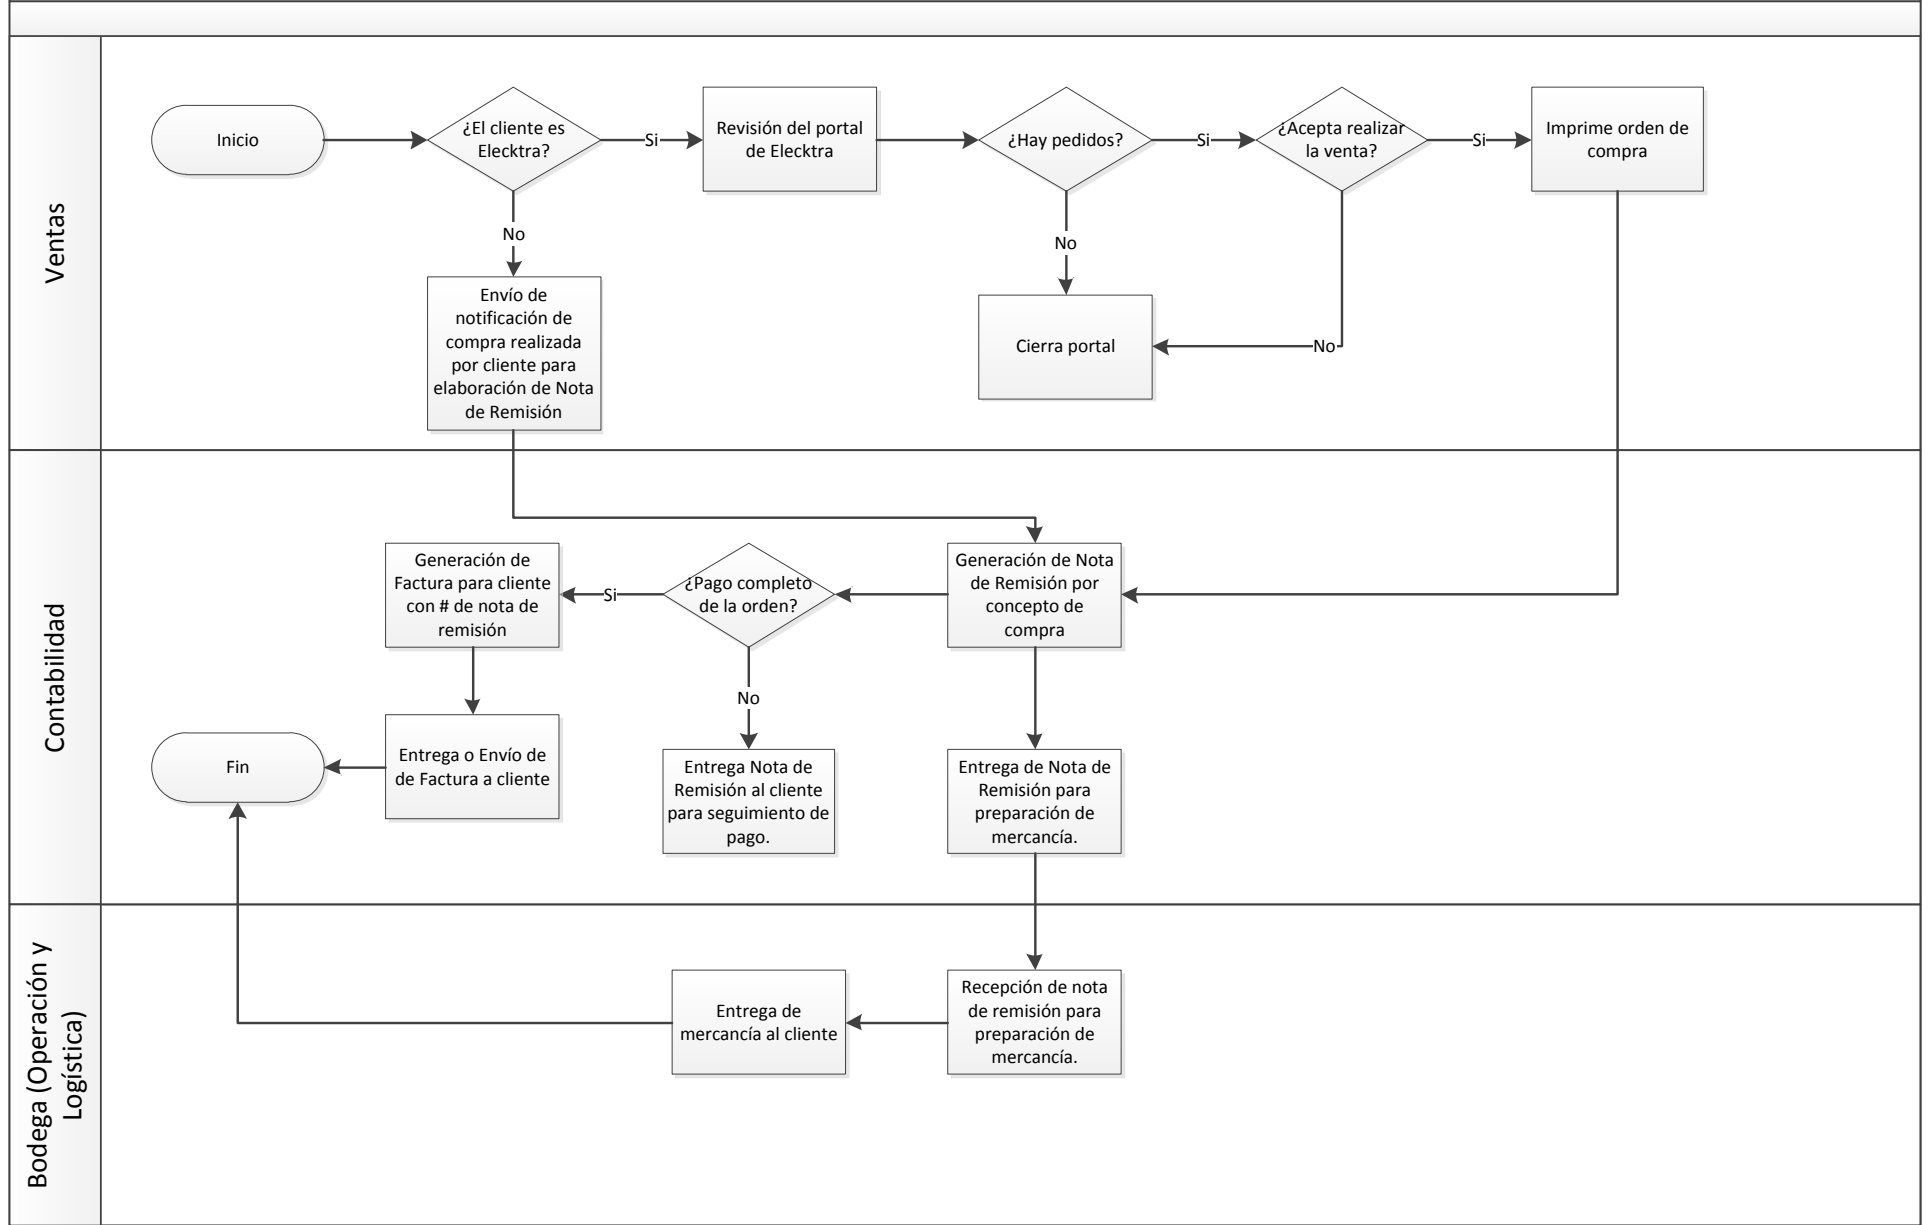 Ventas
Inicio
¿El cliente es
Elecktra?
Si
Revisión del portal
de Elecktra
¿Hay pedidos?
Si
¿Acepta realizar
la venta?
Si
Imprime orden de
compra
No
Envío de
notificación de
compra realizada
por cliente para
elaboración de Nota
de Remisión
No
Cierra portal
No
Contabilidad
Generación de
Factura para cliente
con # de nota de
remisión
Si
¿Pago completo
de la orden?
Generación de Nota
de Remisión por
concepto de
compra
No
Fin
Entrega o Envío de
de Factura a cliente
Entrega Nota de
Remisión al cliente
para seguimiento de
pago.
Entrega de Nota de
Remisión para
preparación de
mercancía.
Bodega (Operación y
Logística)
Entrega de
mercancía al cliente
Recepción de nota
de remisión para
preparación de
mercancía.